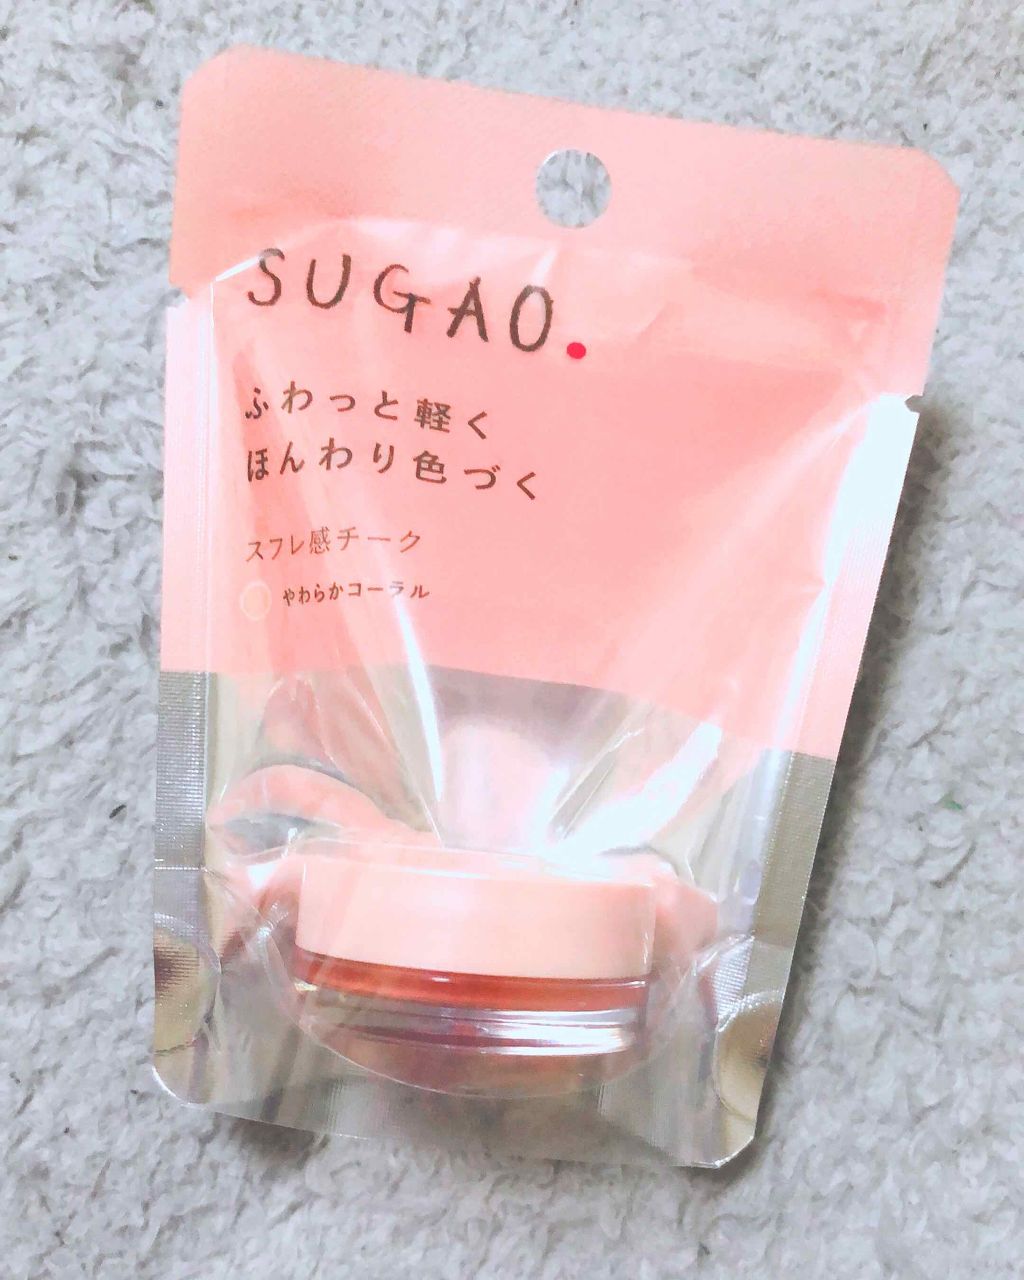 SUGAO.
ふわっと軽く
ほんわり色づく
スフレ感チーク
やわらかコーラル